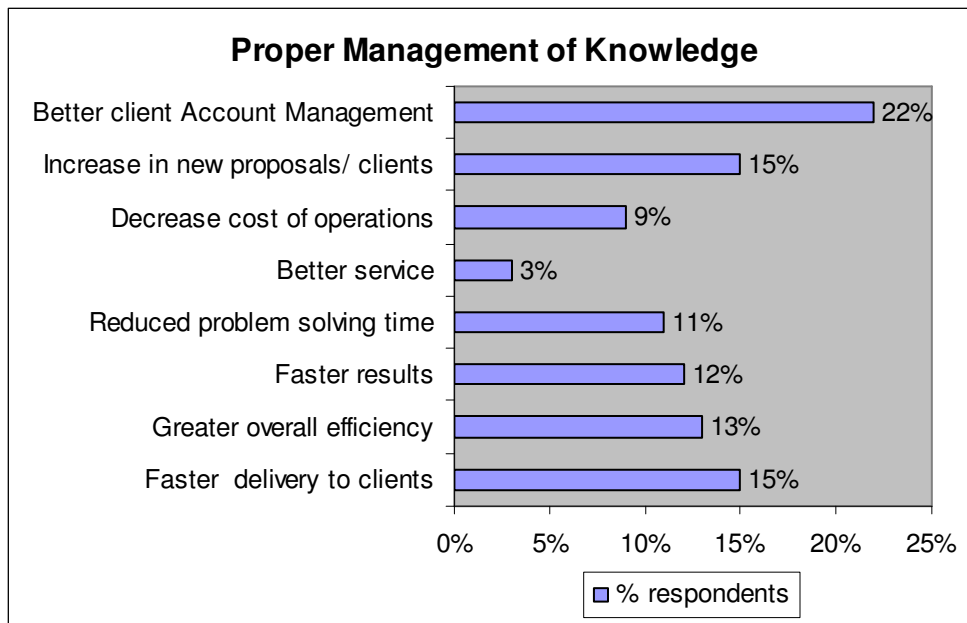 Proper Management of Knowledge
Better client Account Management
22%
Increase in new proposals/ clients
15%
Decrease cost of operations
9%
Better service
3%
Reduced problem solving time
11%
Faster results
12%
Greater overall efficiency
13%
Faster  delivery to clients
15%
0% 5% 10% 15% 20% 25%
% respondents